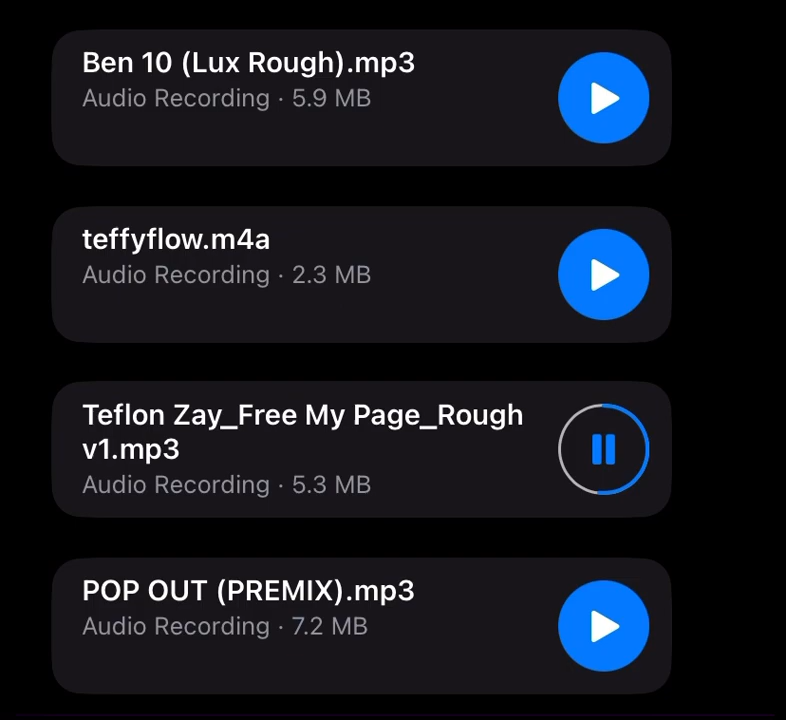 Ben 10 (Lux Rough).mp3
Audio Recording · 5.9 MB
teffyflow.m4a
Audio Recording · 2.3 MB
Teflon Zay_Free My Page_Rough
v1.mp3
Audio Recording · 5.3 MB
POP OUT (PREMIX).mp3
Audio Recording · 7.2 MB